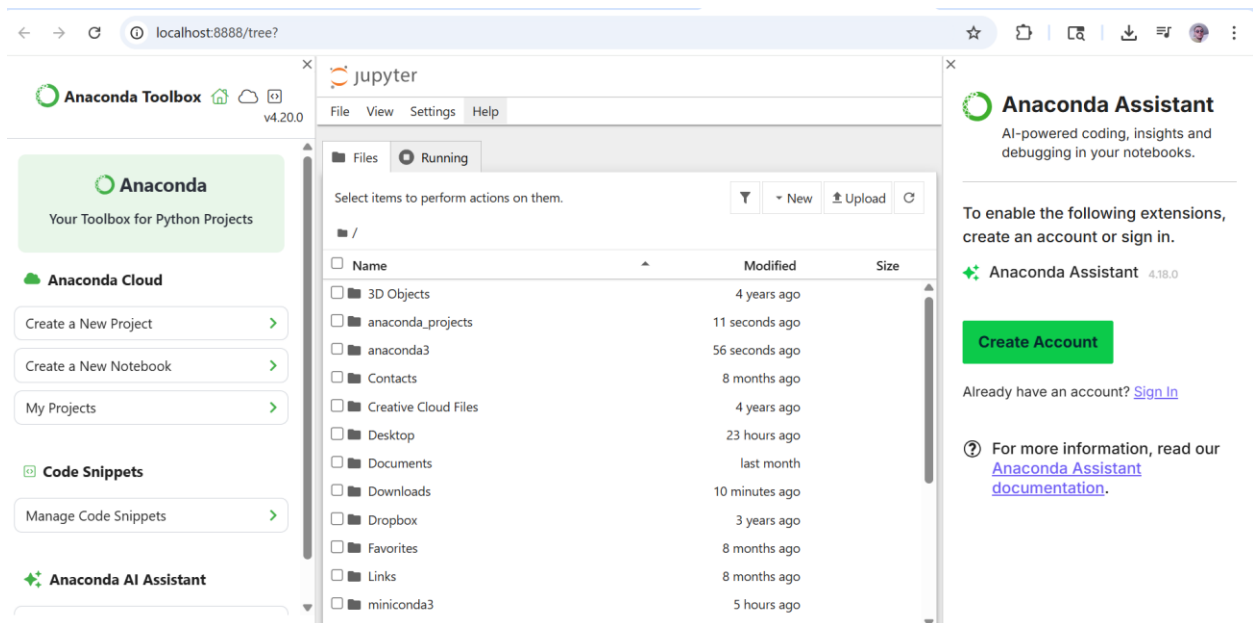 localhost:8888/tree?
Anaconda Toolbox
v4.20.0
Anaconda
Your Toolbox for Python Projects
Anaconda Cloud
Create a New Project
Create a New Notebook
My Projects
Code Snippets
Manage Code Snippets
Anaconda AI Assistant
jupyter
File View Settings Help
Files Running
Select items to perform actions on them.
New Upload
/
Name Modified Size
3D Objects 4 years ago
anaconda_projects 11 seconds ago
anaconda3 56 seconds ago
Contacts 8 months ago
Creative Cloud Files 4 years ago
Desktop 23 hours ago
Documents last month
Downloads 10 minutes ago
Dropbox 3 years ago
Favorites 8 months ago
Links 8 months ago
miniconda3 5 hours ago
Anaconda Assistant
AI-powered coding, insights and
debugging in your notebooks.
To enable the following extensions,
create an account or sign in.
Anaconda Assistant 4.18.0
Create Account
Already have an account? Sign In
For more information, read our
Anaconda Assistant
documentation.